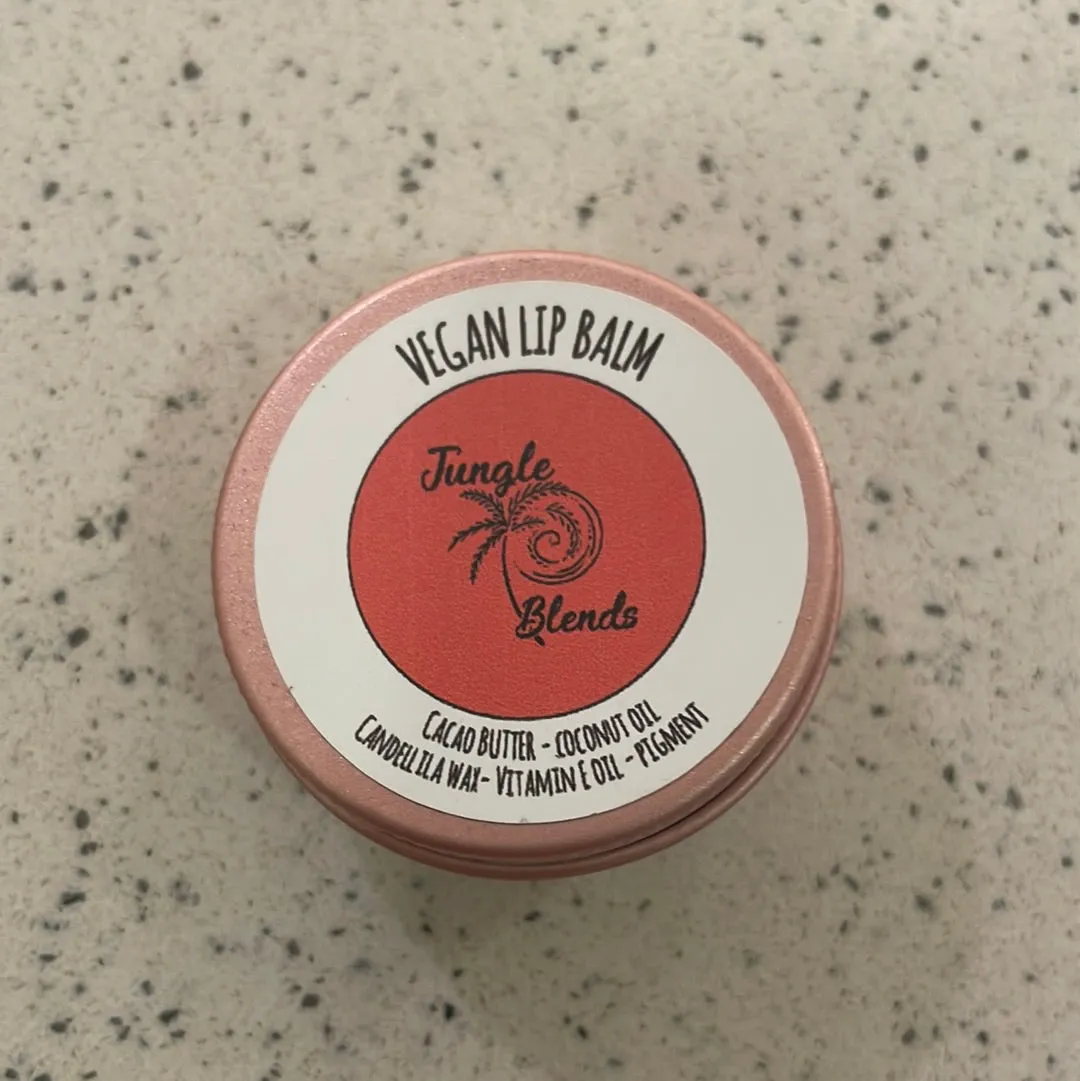 VEGAN LIP BALM
Jungle
Blends
CACAO BUTTER - COCONUT OIL
CANDELLILA WAX- VITAMIN E OIL - PIGMENT